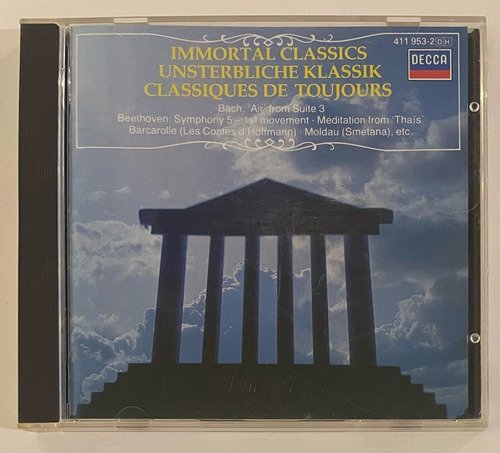 411 953-2 DH
IMMORTAL CLASSICS
UNSTERBLICHE KLASSIK
CLASSIQUES DE TOUJOURS
DECCA
Bach: 'Air' from Suite 3
Beethoven: Symphony 5 – 1st movement · Meditation from 'Thaïs'
Barcarolle (Les Contes d'Hoffmann) · Moldau (Smetana), etc.